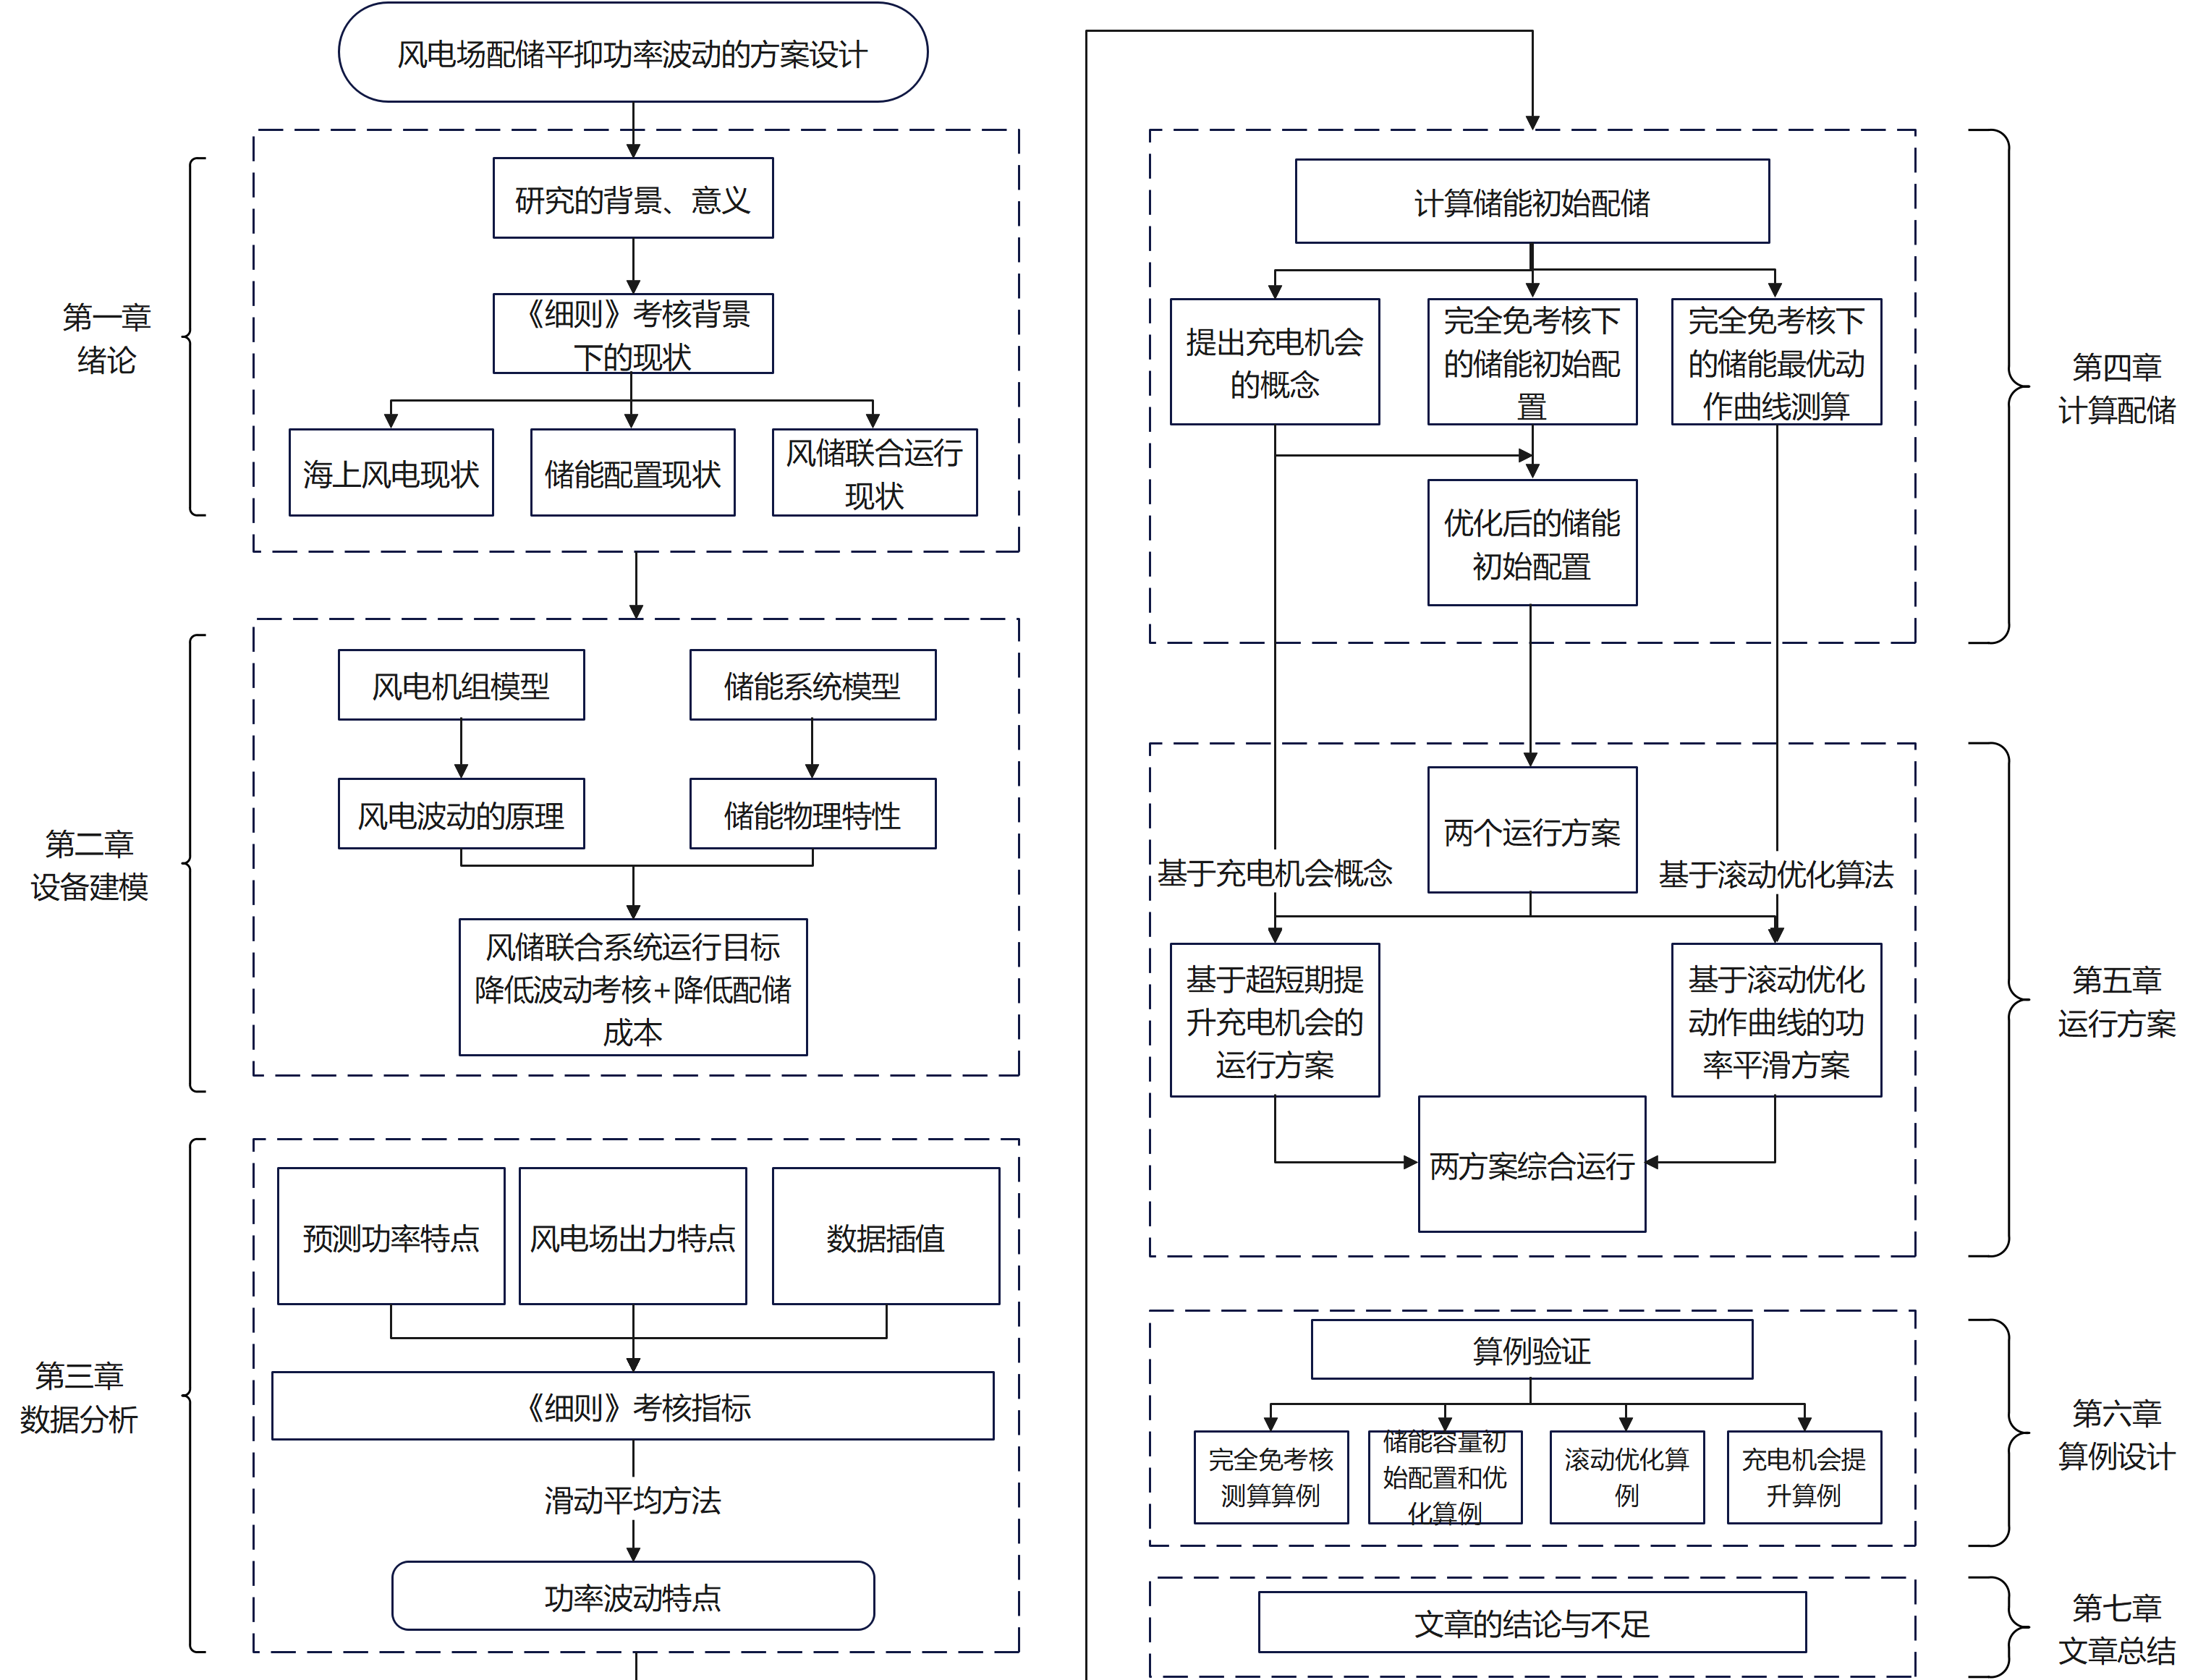 风电场配储平抑功率波动的方案设计
第一章
绪论
研究的背景、意义
《细则》考核背景
下的现状
海上风电现状
储能配置现状
风储联合运行
现状
第二章
设备建模
风电机组模型
储能系统模型
风电波动的原理
储能物理特性
风储联合系统运行目标
降低波动考核+降低配储
成本
第三章
数据分析
预测功率特点
风电场出力特点
数据插值
《细则》考核指标
滑动平均方法
功率波动特点
计算储能初始配储
提出充电机会
的概念
完全免考核下
的储能初始配
置
完全免考核下
的储能最优动
作曲线测算
优化后的储能
初始配置
第四章
计算配储
两个运行方案
基于充电机会概念
基于滚动优化算法
基于超短期提
升充电机会的
运行方案
基于滚动优化
动作曲线的功
率平滑方案
两方案综合运行
第五章
运行方案
算例验证
完全免考核
测算算例
储能容量初
始配置和优
化算例
滚动优化算
例
充电机会提
升算例
第六章
算例设计
文章的结论与不足
第七章
文章总结